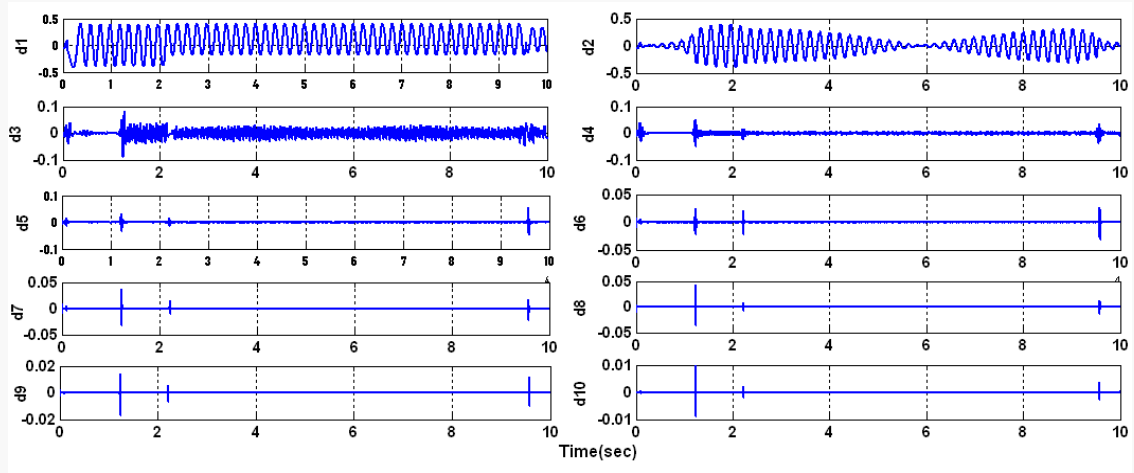 d1 0.5 0 -0.5 0 1 2 3 4 5 6 7 8 9 10
d2 0.5 0 -0.5 0 2 4 6 8 10
d3 0.1 0 -0.1 0 2 4 6 8 10
d4 0.1 0 -0.1 0 2 4 6 8 10
d5 0.1 0 -0.1 0 1 2 3 4 5 6 7 8 9 10
d6 0.05 0 -0.05 0 2 4 6 8 10
d7 0.05 0 -0.05 0 2 4 6 8 10
d8 0.05 0 -0.05 0 2 4 6 8 10
d9 0.02 0 -0.02 0 2 4 6 8 10
d10 0.01 0 -0.01 0 2 4 6 8 10
Time(sec)